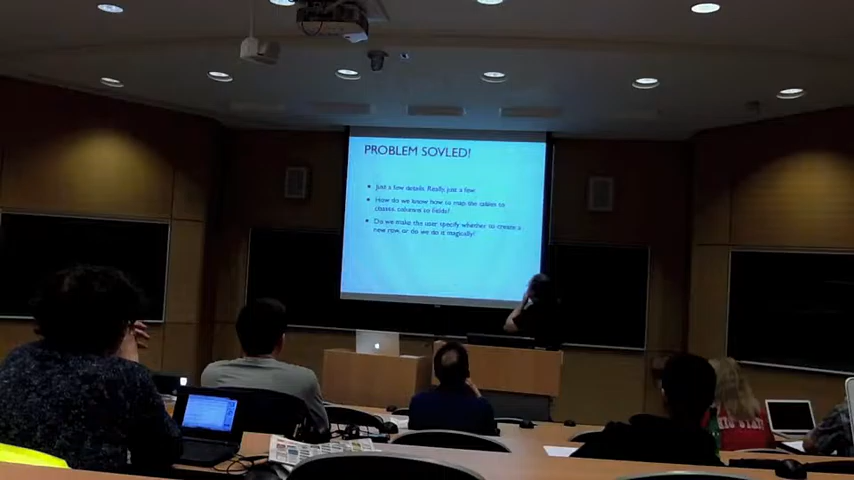 PROBLEM SOVLED!
• Just a few details. Really, just a few.
• How do we know how to map the tables to
classes, columns to fields?
• Do we make the user specify whether to create a
new row, or do we do it magically?